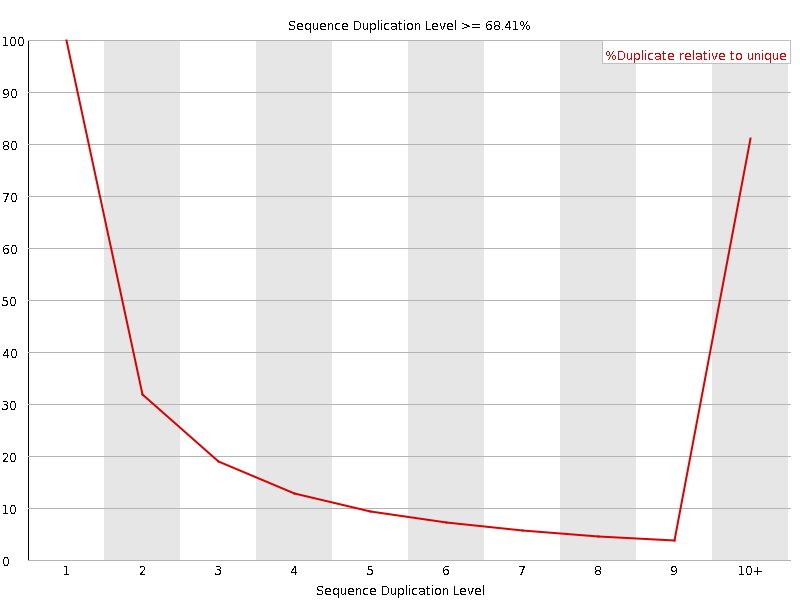 Sequence Duplication Level >= 68.41%
%Duplicate relative to unique
100
90
80
70
60
50
40
30
20
10
0
1 2 3 4 5 6 7 8 9 10+
Sequence Duplication Level